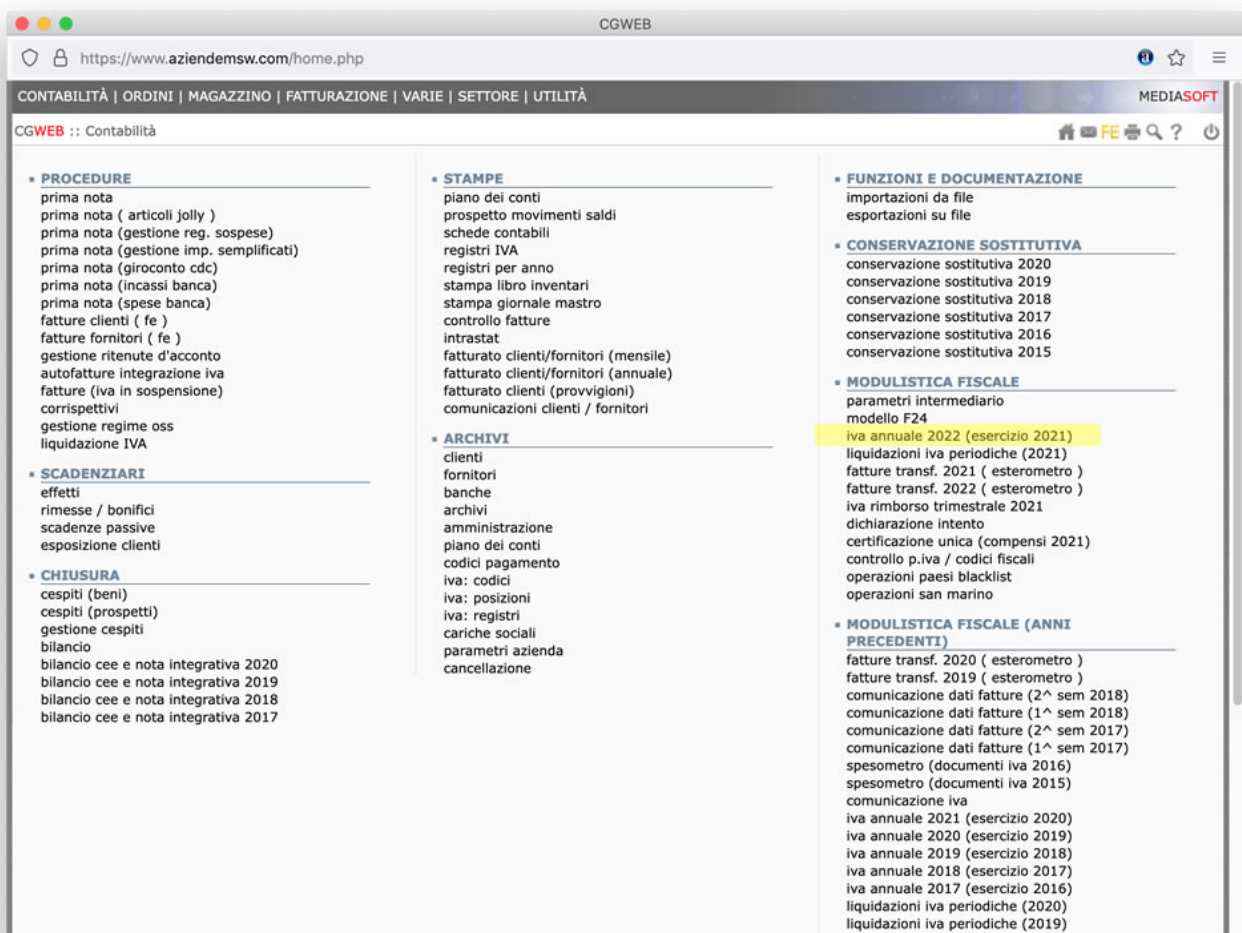 CGWEB
https://www.aziendemsw.com/home.php
CONTABILITÀ | ORDINI | MAGAZZINO | FATTURAZIONE | VARIE | SETTORE | UTILITÀ
MEDIASOFT
CGWEB :: Contabilità
FE
?
PROCEDURE
prima nota
prima nota ( articoli jolly )
prima nota (gestione reg. sospese)
prima nota (gestione imp. semplificati)
prima nota (giroconto cdc)
prima nota (incassi banca)
prima nota (spese banca)
fatture clienti ( fe )
fatture fornitori ( fe )
gestione ritenute d'acconto
autofatture integrazione iva
fatture (iva in sospensione)
corrispettivi
gestione regime oss
liquidazione IVA
SCADENZIARI
effetti
rimesse / bonifici
scadenze passive
esposizione clienti
CHIUSURA
cespiti (beni)
cespiti (prospetti)
gestione cespiti
bilancio
bilancio cee e nota integrativa 2020
bilancio cee e nota integrativa 2019
bilancio cee e nota integrativa 2018
bilancio cee e nota integrativa 2017
STAMPE
piano dei conti
prospetto movimenti saldi
schede contabili
registri IVA
registri per anno
stampa libro inventari
stampa giornale mastro
controllo fatture
intrastat
fatturato clienti/fornitori (mensile)
fatturato clienti/fornitori (annuale)
fatturato clienti (provvigioni)
comunicazioni clienti / fornitori
ARCHIVI
clienti
fornitori
banche
archivi
amministrazione
piano dei conti
codici pagamento
iva: codici
iva: posizioni
iva: registri
cariche sociali
parametri azienda
cancellazione
FUNZIONI E DOCUMENTAZIONE
importazioni da file
esportazioni su file
CONSERVAZIONE SOSTITUTIVA
conservazione sostitutiva 2020
conservazione sostitutiva 2019
conservazione sostitutiva 2018
conservazione sostitutiva 2017
conservazione sostitutiva 2016
conservazione sostitutiva 2015
MODULISTICA FISCALE
parametri intermediario
modello F24
iva annuale 2022 (esercizio 2021)
liquidazioni iva periodiche (2021)
fatture transf. 2021 ( esterometro )
fatture transf. 2022 ( esterometro )
iva rimborso trimestrale 2021
dichiarazione intento
certificazione unica (compensi 2021)
controllo p.iva / codici fiscali
operazioni paesi blacklist
operazioni san marino
MODULISTICA FISCALE (ANNI
PRECEDENTI)
fatture transf. 2020 ( esterometro )
fatture transf. 2019 ( esterometro )
comunicazione dati fatture (2^ sem 2018)
comunicazione dati fatture (1^ sem 2018)
comunicazione dati fatture (2^ sem 2017)
comunicazione dati fatture (1^ sem 2017)
spesometro (documenti iva 2016)
spesometro (documenti iva 2015)
comunicazione iva
iva annuale 2021 (esercizio 2020)
iva annuale 2020 (esercizio 2019)
iva annuale 2019 (esercizio 2018)
iva annuale 2018 (esercizio 2017)
iva annuale 2017 (esercizio 2016)
liquidazioni iva periodiche (2020)
liquidazioni iva periodiche (2019)